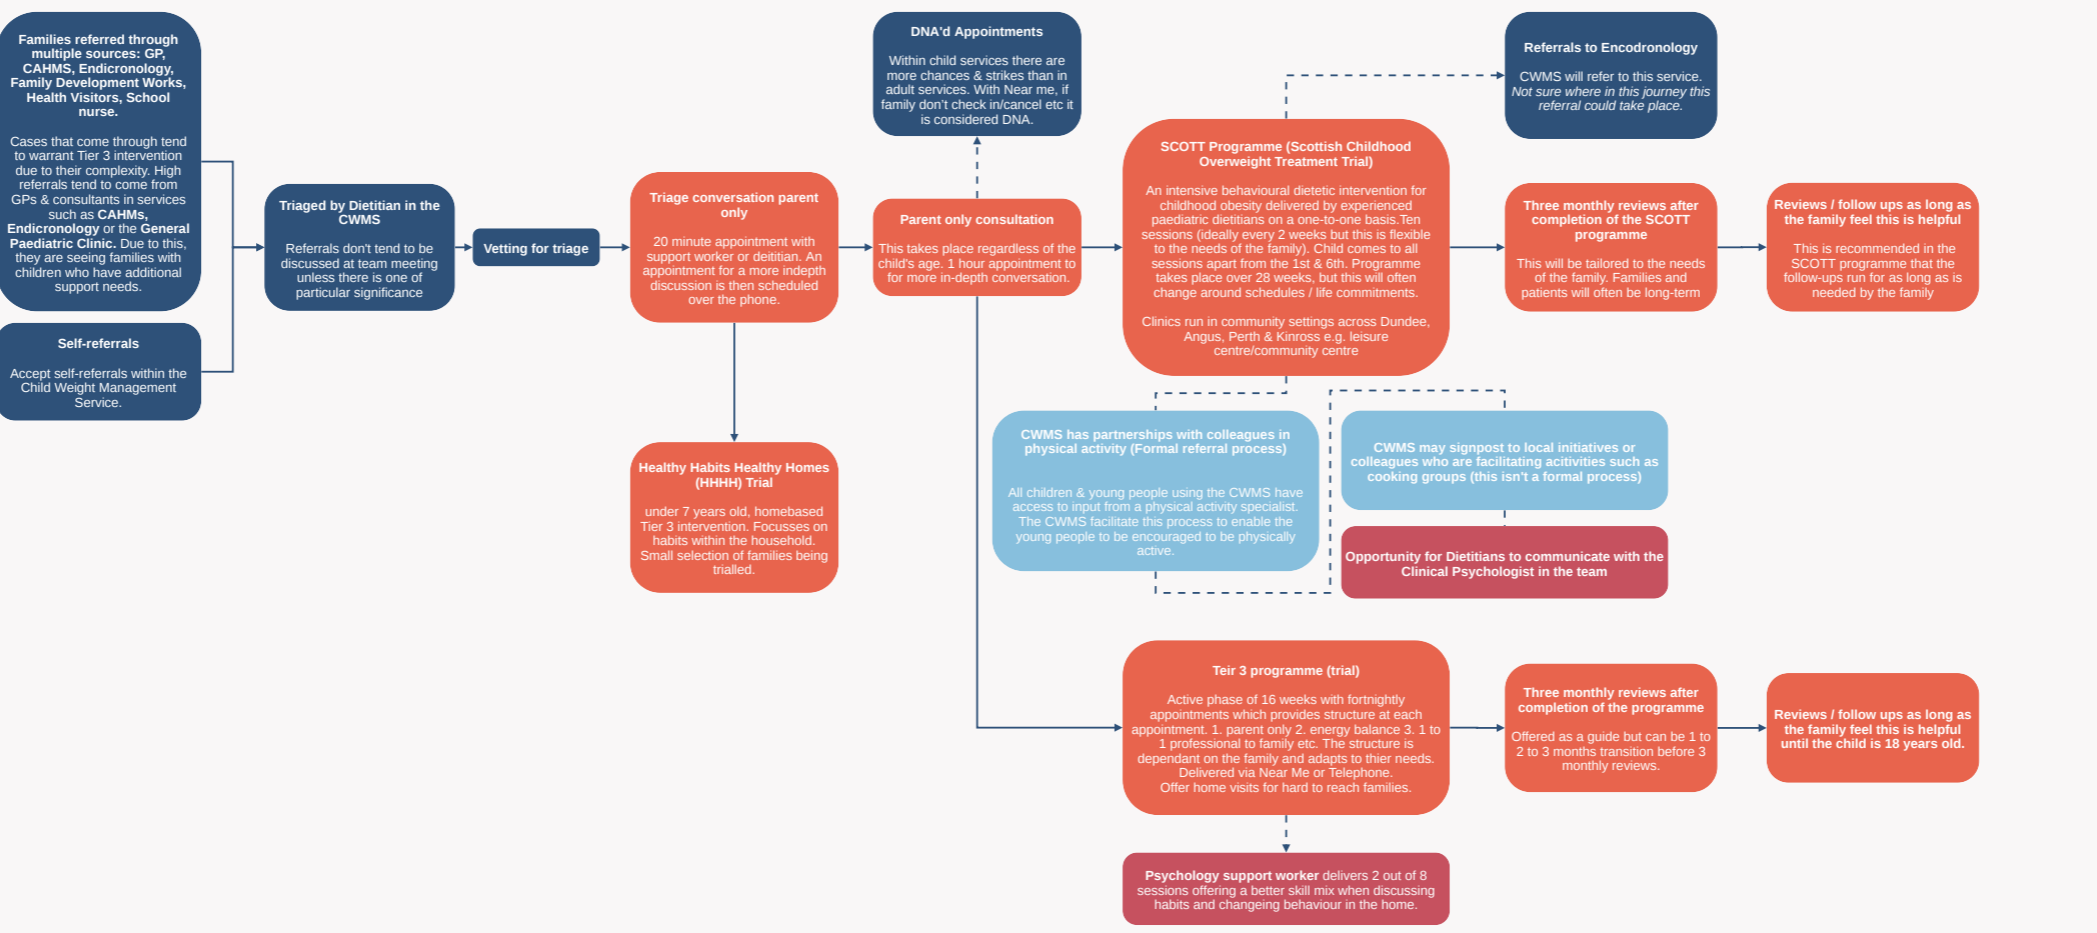 Families referred through
multiple sources: GP,
CAHMS, Endicronology,
Family Development Works,
Health Visitors, School
nurse.
Cases that come through tend
to warrant Tier 3 intervention
due to their complexity. High
referrals tend to come from
GPs & consultants in services
such as CAHMs,
Endicronology or the General
Paediatric Clinic. Due to this,
they are seeing families with
children who have additional
support needs.
Self-referrals
Accept self-referrals within the
Child Weight Management
Service.
Triaged by Dietitian in the
CWMS
Referrals don't tend to be
discussed at team meeting
unless there is one of
particular significance
Vetting for triage
Triage conversation parent
only
20 minute appointment with
support worker or deititian. An
appointment for a more indepth
discussion is then scheduled
over the phone.
Healthy Habits Healthy Homes
(HHHH) Trial
under 7 years old, homebased
Tier 3 intervention. Focusses on
habits within the household.
Small selection of families being
trialled.
DNA'd Appointments
Within child services there are
more chances & strikes than in
adult services. With Near me, if
family don't check in/cancel etc it
is considered DNA.
Parent only consultation
This takes place regardless of the
child's age. 1 hour appointment to
for more in-depth conversation.
SCOTT Programme (Scottish Childhood
Overweight Treatment Trial)
An intensive behavioural dietetic intervention for
childhood obesity delivered by experienced
paediatric dietitians on a one-to-one basis.Ten
sessions (ideally every 2 weeks but this is flexible
to the needs of the family). Child comes to all
sessions apart from the 1st & 6th. Programme
takes place over 28 weeks, but this will often
change around schedules / life commitments.
Clinics run in community settings across Dundee,
Angus, Perth & Kinross e.g. leisure
centre/community centre
Referrals to Encodronology
CWMS will refer to this service.
Not sure where in this journey this
referral could take place.
Three monthly reviews after
completion of the SCOTT
programme
This will be tailored to the needs
of the family. Families and
patients will often be long-term
Reviews / follow ups as long as
the family feel this is helpful
This is recommended in the
SCOTT programme that the
follow-ups run for as long as is
needed by the family
CWMS has partnerships with colleagues in
physical activity (Formal referral process)
All children & young people using the CWMS have
access to input from a physical activity specialist.
The CWMS facilitate this process to enable the
young people to be encouraged to be physically
active.
CWMS may signpost to local initiatives or
colleagues who are facilitating acitivities such as
cooking groups (this isn't a formal process)
Opportunity for Dietitians to communicate with the
Clinical Psychologist in the team
Teir 3 programme (trial)
Active phase of 16 weeks with fortnightly
appointments which provides structure at each
appointment. 1. parent only 2. energy balance 3. 1 to
1 professional to family etc. The structure is
dependant on the family and adapts to thier needs.
Delivered via Near Me or Telephone.
Offer home visits for hard to reach families.
Three monthly reviews after
completion of the programme
Offered as a guide but can be 1 to
2 to 3 months transition before 3
monthly reviews.
Reviews / follow ups as long as
the family feel this is helpful
until the child is 18 years old.
Psychology support worker delivers 2 out of 8
sessions offering a better skill mix when discussing
habits and changeing behaviour in the home.